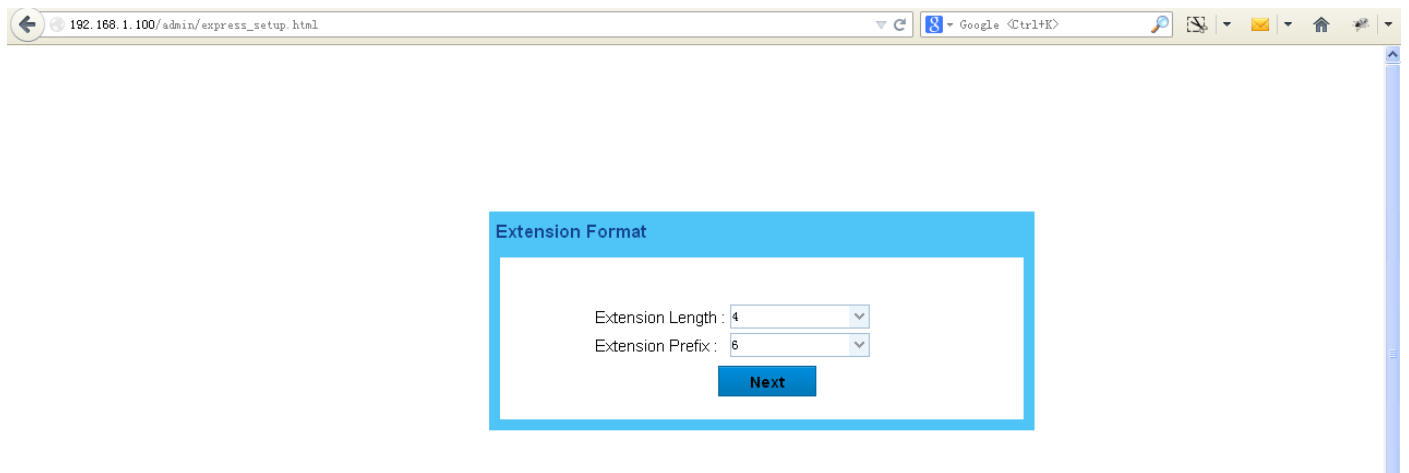 192.168.1.100/admin/express_setup.html
Google <Ctrl+K>
Extension Format
Extension Length : 4
Extension Prefix : 6
Next